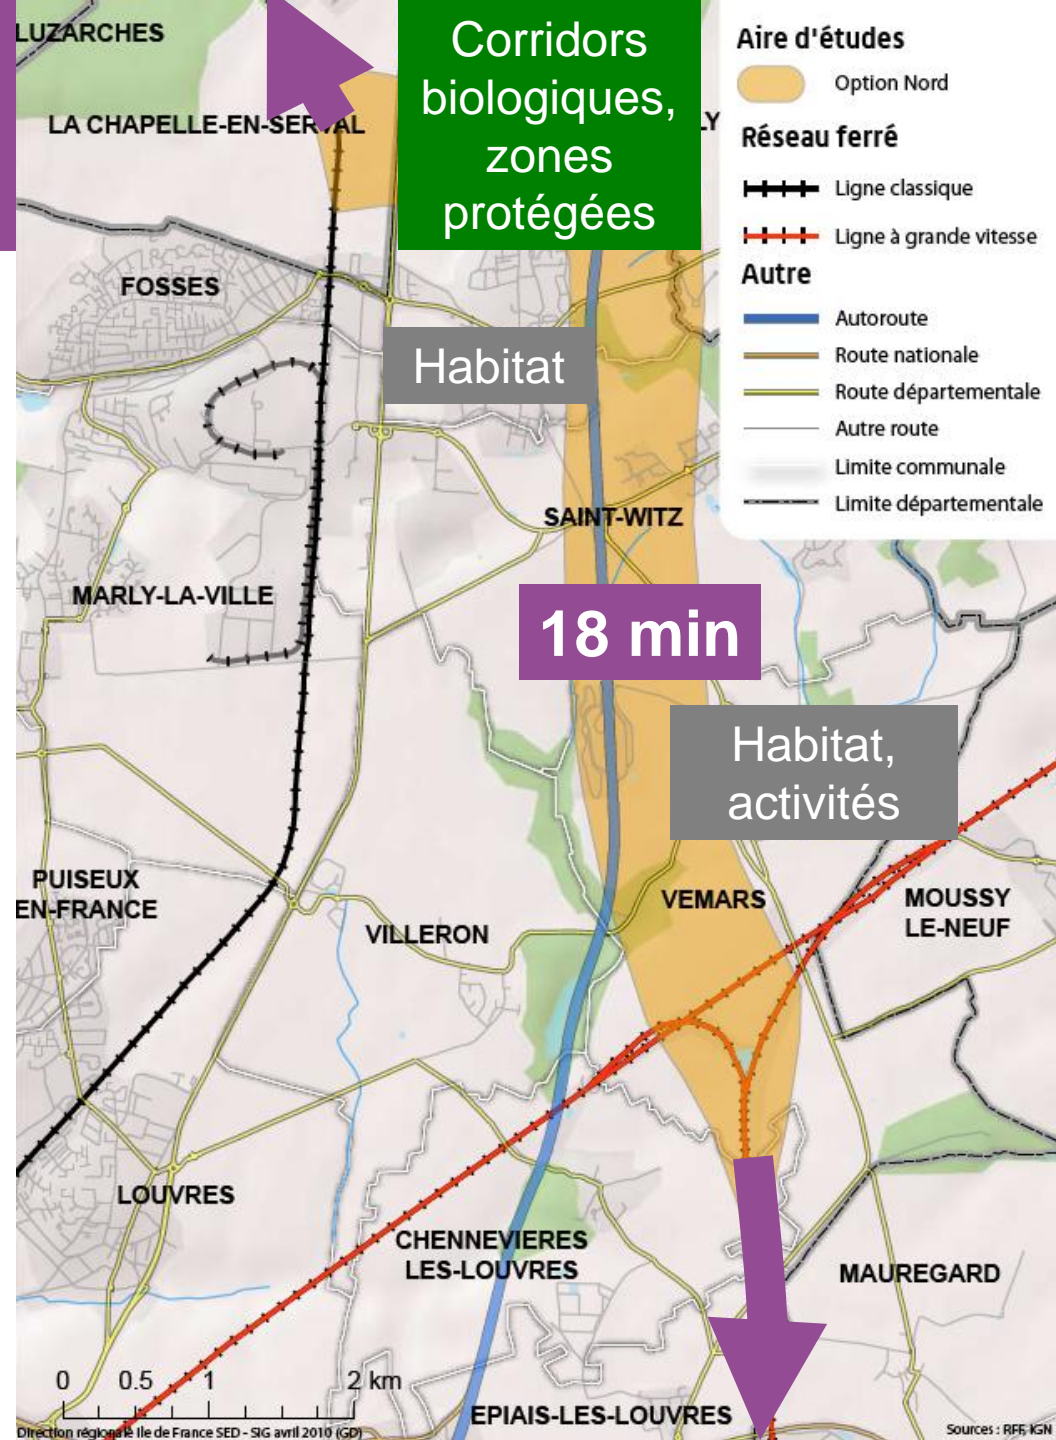 LUZARCHES
Corridors
biologiques,
zones
protégées
LA CHAPELLE-EN-SERVAL
LY
Aire d'études
Option Nord
Réseau ferré
Ligne classique
Ligne à grande vitesse
Autre
Autoroute
Route nationale
Route départementale
Autre route
Limite communale
Limite départementale
FOSSES
Habitat
SAINT-WITZ
MARLY-LA-VILLE
18 min
Habitat,
activités
PUISEUX
EN-FRANCE
VILLERON
VEMARS
MOUSSY
LE-NEUF
LOUVRES
CHENNEVIERES
LES-LOUVRES
MAUREGARD
0 0.5 1 2 km
EPIAIS-LES-LOUVRES
Direction régionale Ile de France SED - SIG avril 2010 (GD)
Sources : RFF, IGN